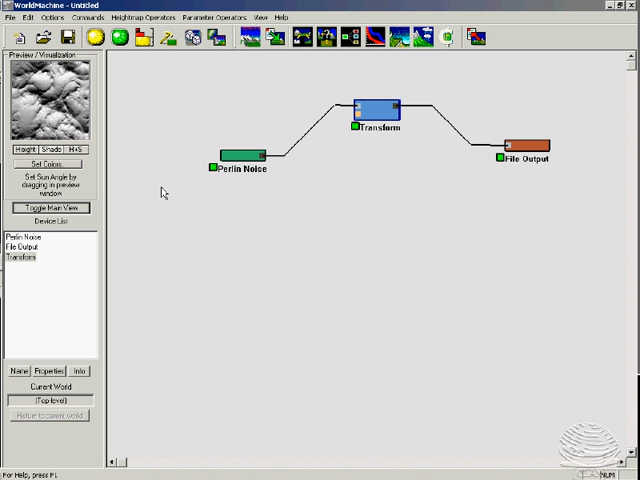 WorldMachine - Untitled
File Edit Options Commands Heightmap Operators Parameter Operators View Help
Preview / Visualization
Height Shade H+S
Set Colors...
Set Sun Angle by
dragging in preview
window
Toggle Main View
Device List
Perlin Noise
File Output
Transform
Name Properties Info
Current World
(Top level)
Return to parent world
Transform
Perlin Noise
File Output
For Help, press F1
NUM